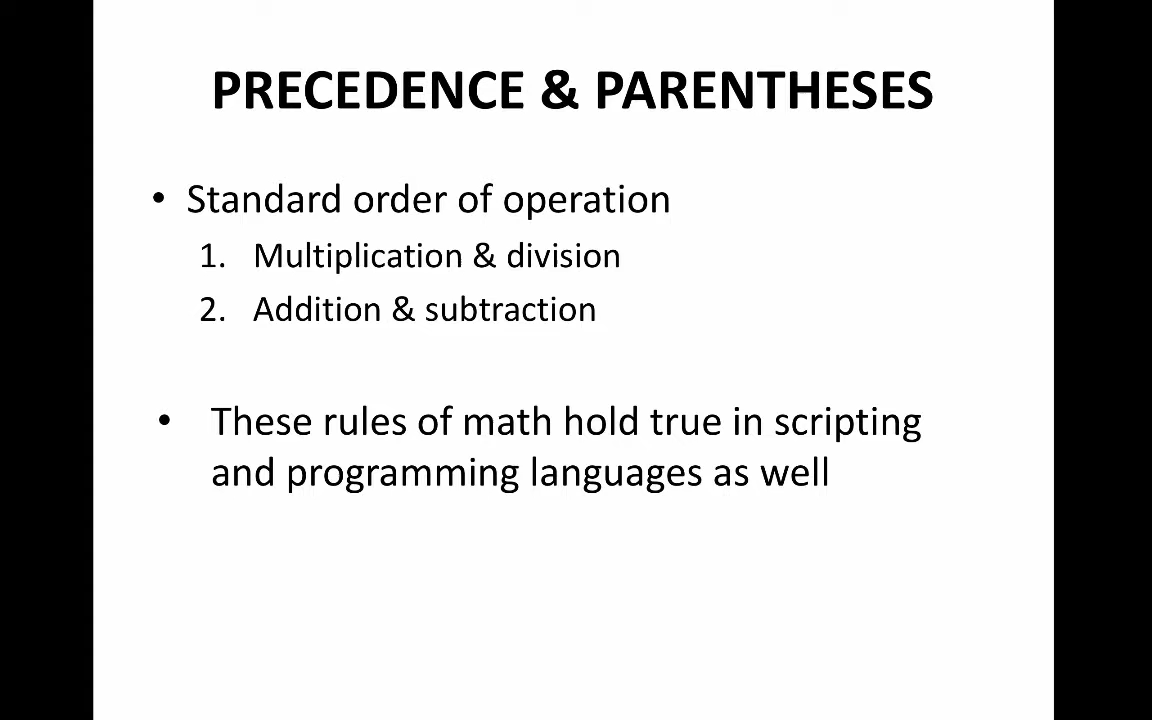 PRECEDENCE & PARENTHESES
• Standard order of operation
1. Multiplication & division
2. Addition & subtraction
• These rules of math hold true in scripting
and programming languages as well